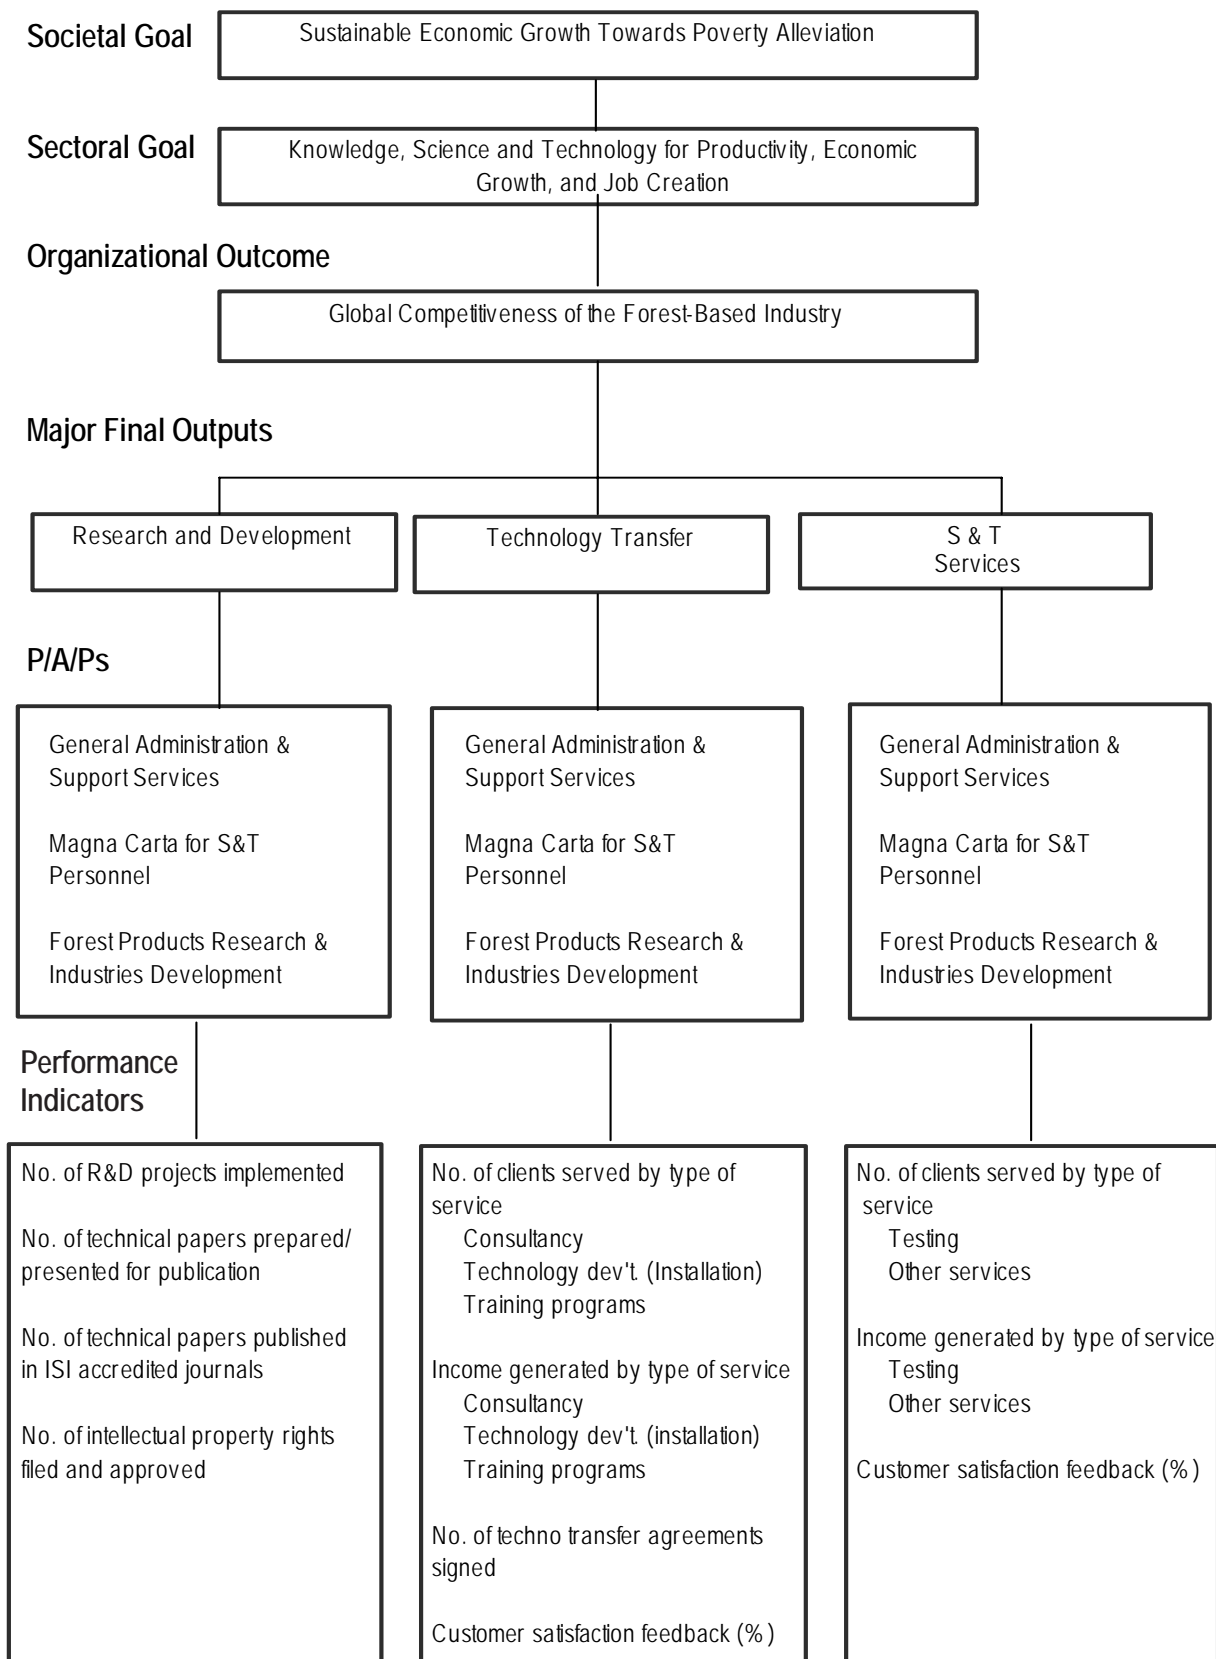 Societal Goal
Sustainable Economic Growth Towards Poverty Alleviation
Sectoral Goal
Knowledge, Science and Technology for Productivity, Economic
Growth, and Job Creation
Organizational Outcome
Global Competitiveness of the Forest-Based Industry
Major Final Outputs
Research and Development
Technology Transfer
S & T
Services
P/A/Ps
General Administration &
Support Services
Magna Carta for S&T
Personnel
Forest Products Research &
Industries Development
General Administration &
Support Services
Magna Carta for S&T
Personnel
Forest Products Research &
Industries Development
General Administration &
Support Services
Magna Carta for S&T
Personnel
Forest Products Research &
Industries Development
Performance
Indicators
No. of R&D projects implemented
No. of technical papers prepared/
presented for publication
No. of technical papers published
in ISI accredited journals
No. of intellectual property rights
filed and approved
No. of clients served by type of
service
Consultancy
Technology dev't. (Installation)
Training programs
Income generated by type of service
Consultancy
Technology dev't. (installation)
Training programs
No. of techno transfer agreements
signed
Customer satisfaction feedback (%)
No. of clients served by type of
service
Testing
Other services
Income generated by type of service
Testing
Other services
Customer satisfaction feedback (%)